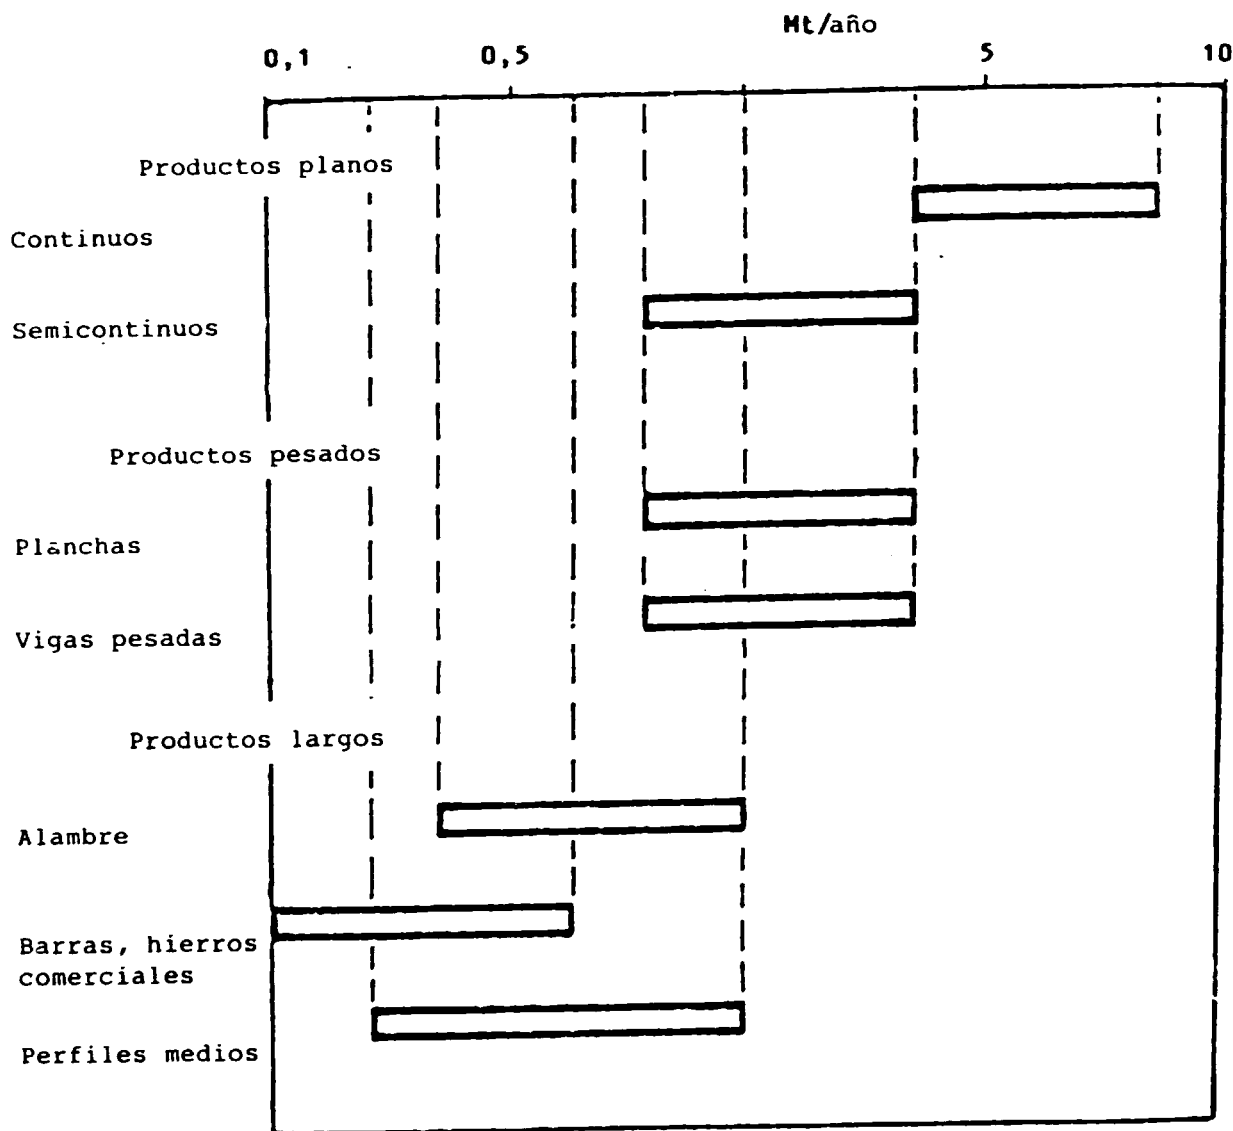 Mt/año
0,1 0,5 5 10
Productos planos
Continuos
Semicontinuos
Productos pesados
Planchas
Vigas pesadas
Productos largos
Alambre
Barras, hierros
comerciales
Perfiles medios